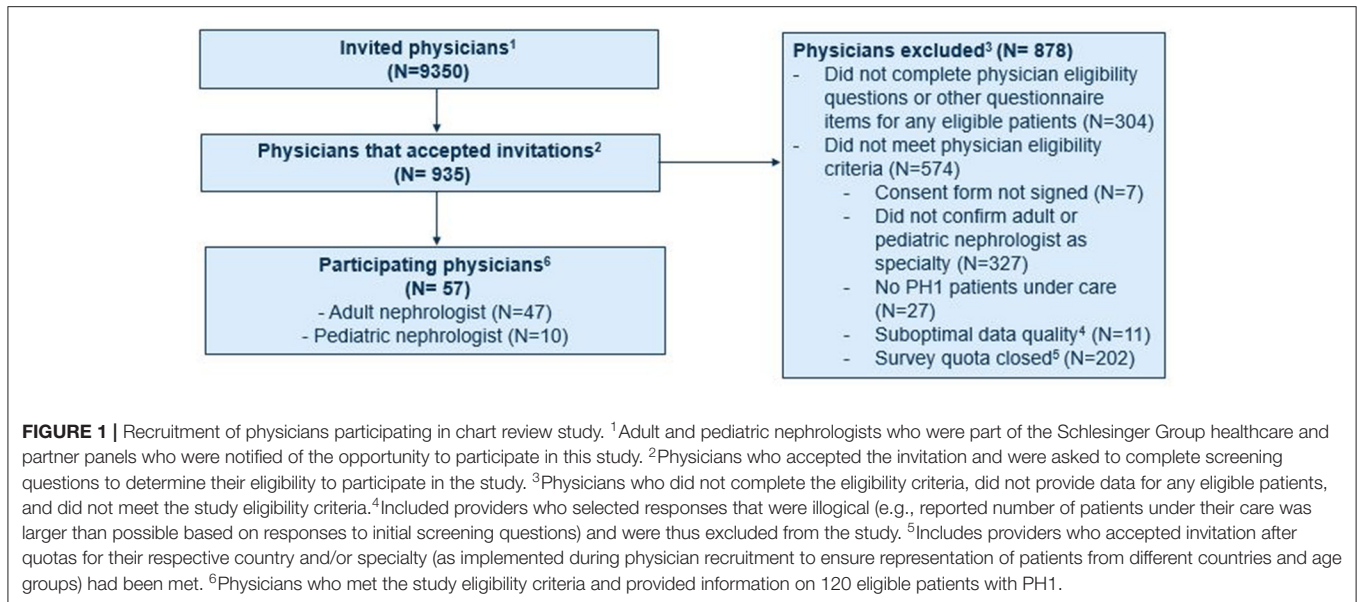 Invited physicians¹
(N=9350)
Physicians that accepted invitations²
(N= 935)
Participating physicians⁶
(N= 57)
- Adult nephrologist (N=47)
- Pediatric nephrologist (N=10)
Physicians excluded³ (N= 878)
- Did not complete physician eligibility
questions or other questionnaire
items for any eligible patients (N=304)
- Did not meet physician eligibility
criteria (N=574)
- Consent form not signed (N=7)
- Did not confirm adult or
pediatric nephrologist as
specialty (N=327)
- No PH1 patients under care
(N=27)
- Suboptimal data quality⁴ (N=11)
- Survey quota closed⁵ (N=202)
FIGURE 1 | Recruitment of physicians participating in chart review study. ¹Adult and pediatric nephrologists who were part of the Schlesinger Group healthcare and
partner panels who were notified of the opportunity to participate in this study. ²Physicians who accepted the invitation and were asked to complete screening
questions to determine their eligibility to participate in the study. ³Physicians who did not complete the eligibility criteria, did not provide data for any eligible patients,
and did not meet the study eligibility criteria.⁴Included providers who selected responses that were illogical (e.g., reported number of patients under their care was
larger than possible based on responses to initial screening questions) and were thus excluded from the study. ⁵Includes providers who accepted invitation after
quotas for their respective country and/or specialty (as implemented during physician recruitment to ensure representation of patients from different countries and age
groups) had been met. ⁶Physicians who met the study eligibility criteria and provided information on 120 eligible patients with PH1.